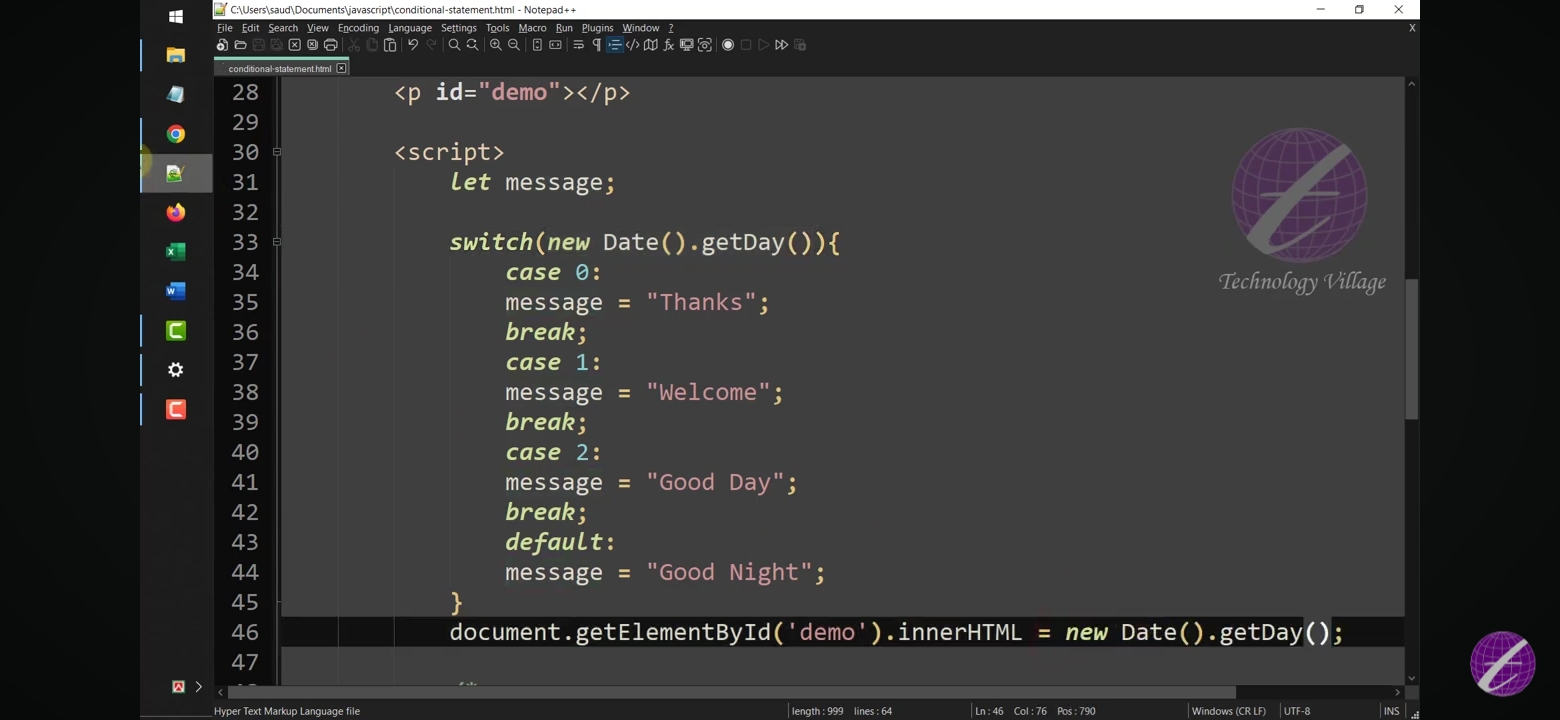 C:\Users\saud\Documents\javascript\conditional-statement.html - Notepad++
File Edit Search View Encoding Language Settings Tools Macro Run Plugins Window ? X
conditional-statement.html
28 <p id="demo"></p>
29
30 <script>
31 let message;
32
33 switch(new Date().getDay()){
34 case 0:
35 message = "Thanks";
36 break;
37 case 1:
38 message = "Welcome";
39 break;
40 case 2:
41 message = "Good Day";
42 break;
43 default:
44 message = "Good Night";
45 }
46 document.getElementById('demo').innerHTML = new Date().getDay();
47
/*
Technology Village
Hyper Text Markup Language file length : 999 lines : 64 Ln : 46 Col : 76 Pos : 790 Windows (CR LF) UTF-8 INS